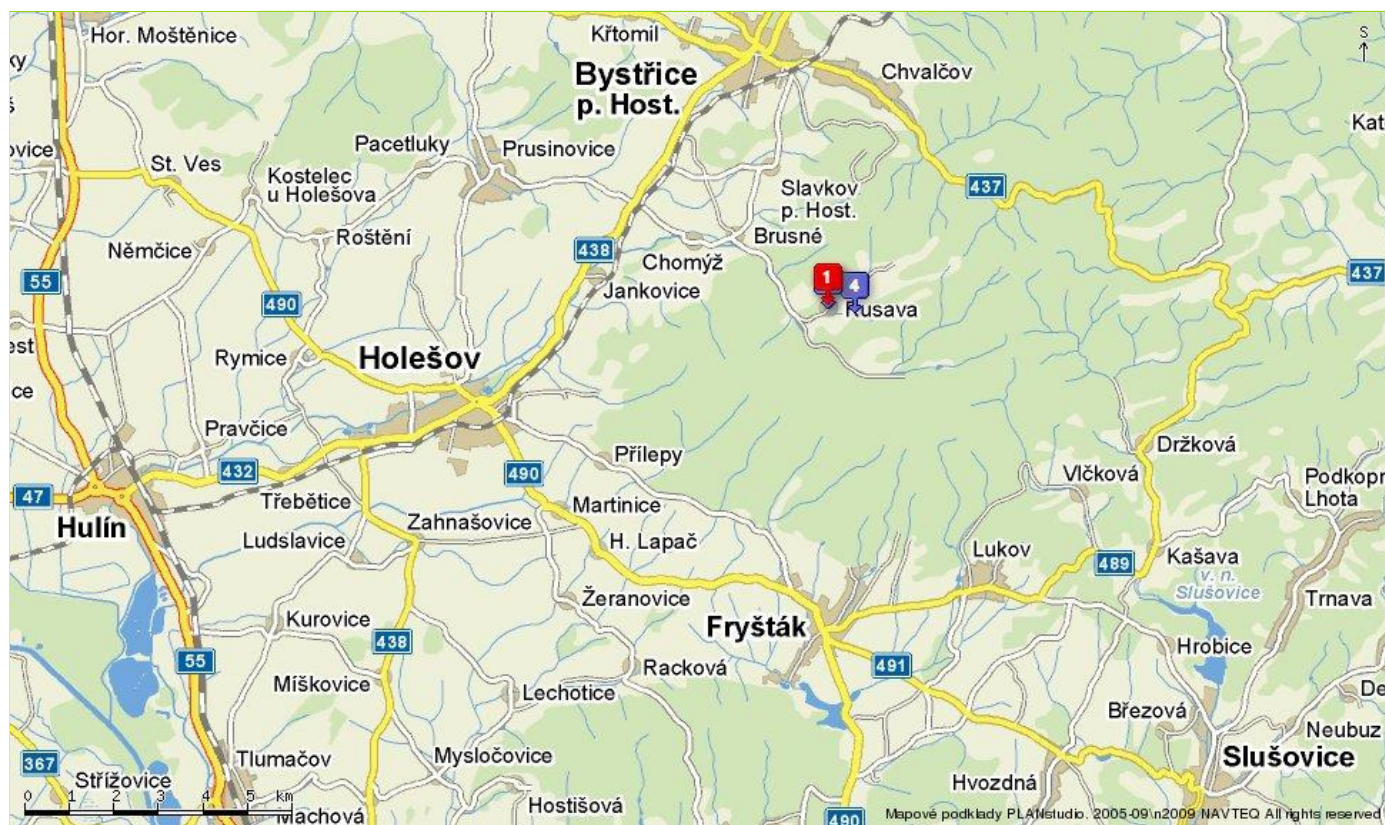 Hor. Moštěnice
Křtomil
S
Bystřice
p. Host.
Chvalčov
Kat
ovice
St. Ves
Pacetluky
Prusinovice
Kostelec
u Holešova
Slavkov
p. Host.
437
Němčice
Roštění
438
Brusné
Chomýž
55
Jankovice
1
4
437
490
Rusava
est
Rymice
Holešov
ce
Pravčice
Držková
432
490
Přílepy
Vlčková
Podkopr
Lhota
47
Třebětice
Martinice
Hulín
Zahnašovice
Ludslavice
H. Lapač
Lukov
489
Kašava
v. n.
Slušovice
Žeranovice
Trnava
Kurovice
Fryšták
438
Hrobice
55
Racková
491
Míškovice
Lechotice
De
Březová
Neubuz
Mysločovice
Slušovice
367
Tlumačov
Střížovice
Hvozdná
0 1 2 3 4 5 km
Hostišová
Machová
490
Mapové podklady PLANstudio. 2005-09\n2009 NAVTEQ All rights reserved